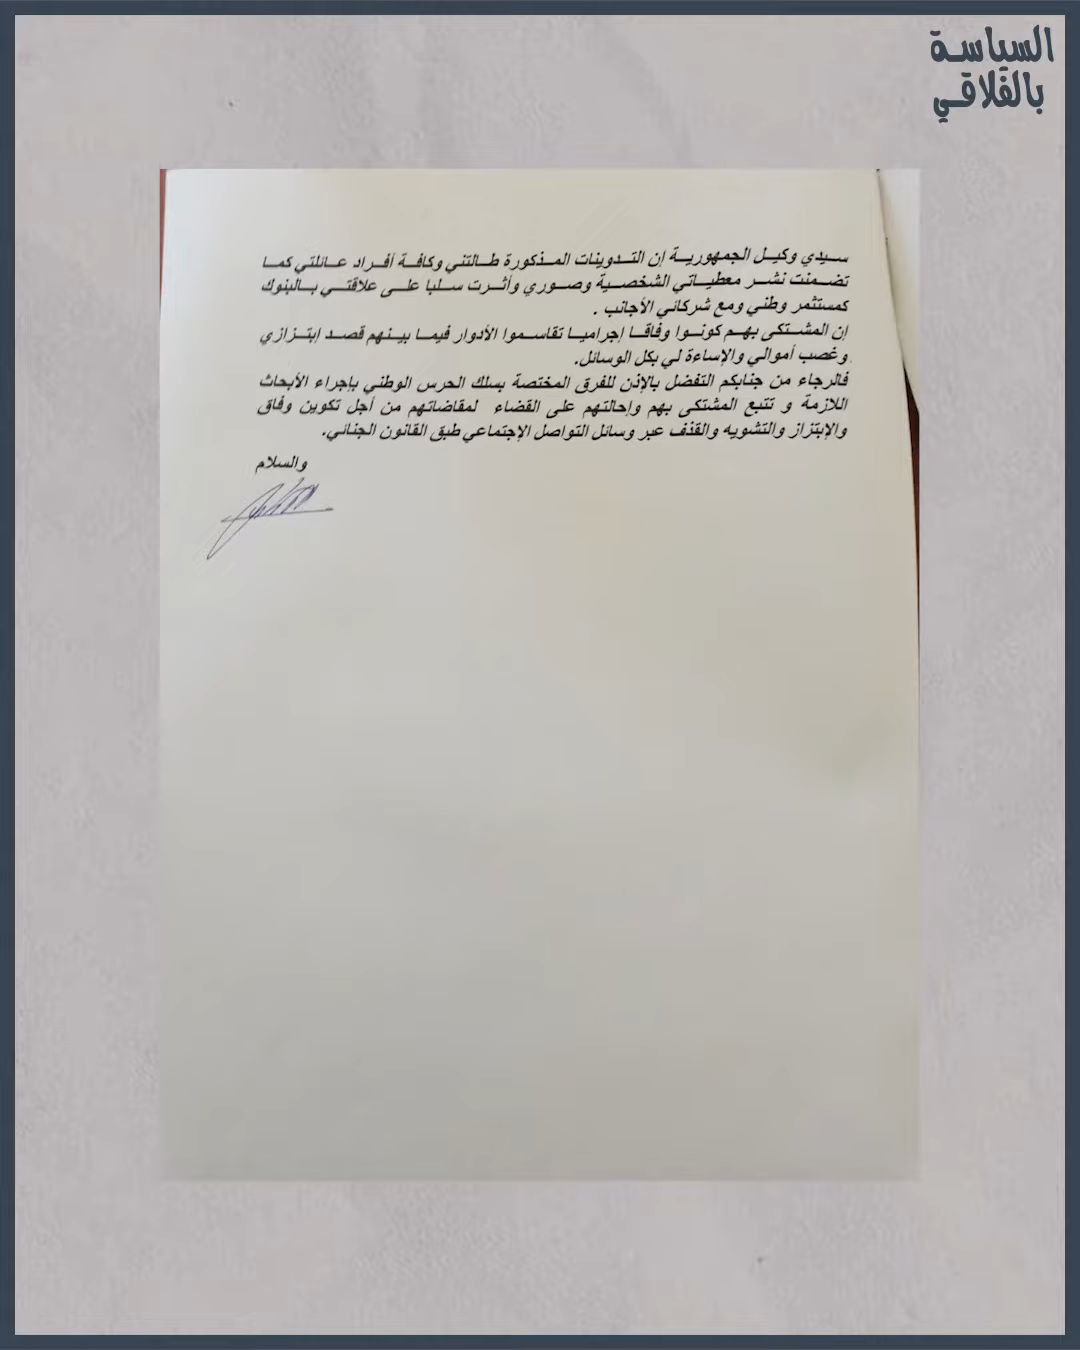 السياسة
بالفلاقي
سيدي وكيل الجمهورية إن التدوينات المذكورة طالتني وكافة أفراد عائلتي كما
تضمنت نشر معطياتي الشخصية وصوري وأثرت سلبا على علاقتي بالبنوك
كمستثمر وطني ومع شركائي الأجانب .
إن المشتكى بهم كونوا وفاقا إجراميا تقاسموا الأدوار فيما بينهم قصد إبتزازي
وغصب أموالي والإساءة لي بكل الوسائل.
فالرجاء من جنابكم التفضل بالإذن للفرق المختصة بسلك الحرس الوطني بإجراء الأبحاث
اللازمة و تتبع المشتكى بهم وإحالتهم على القضاء لمقاضاتهم من أجل تكوين وفاق
والإبتزاز والتشويه والقذف عبر وسائل التواصل الإجتماعي طبق القانون الجنائي.
والسلام